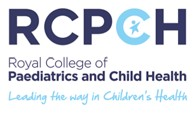 RCPCH
Royal College of
Paediatrics and Child Health
Leading the way in Children's Health